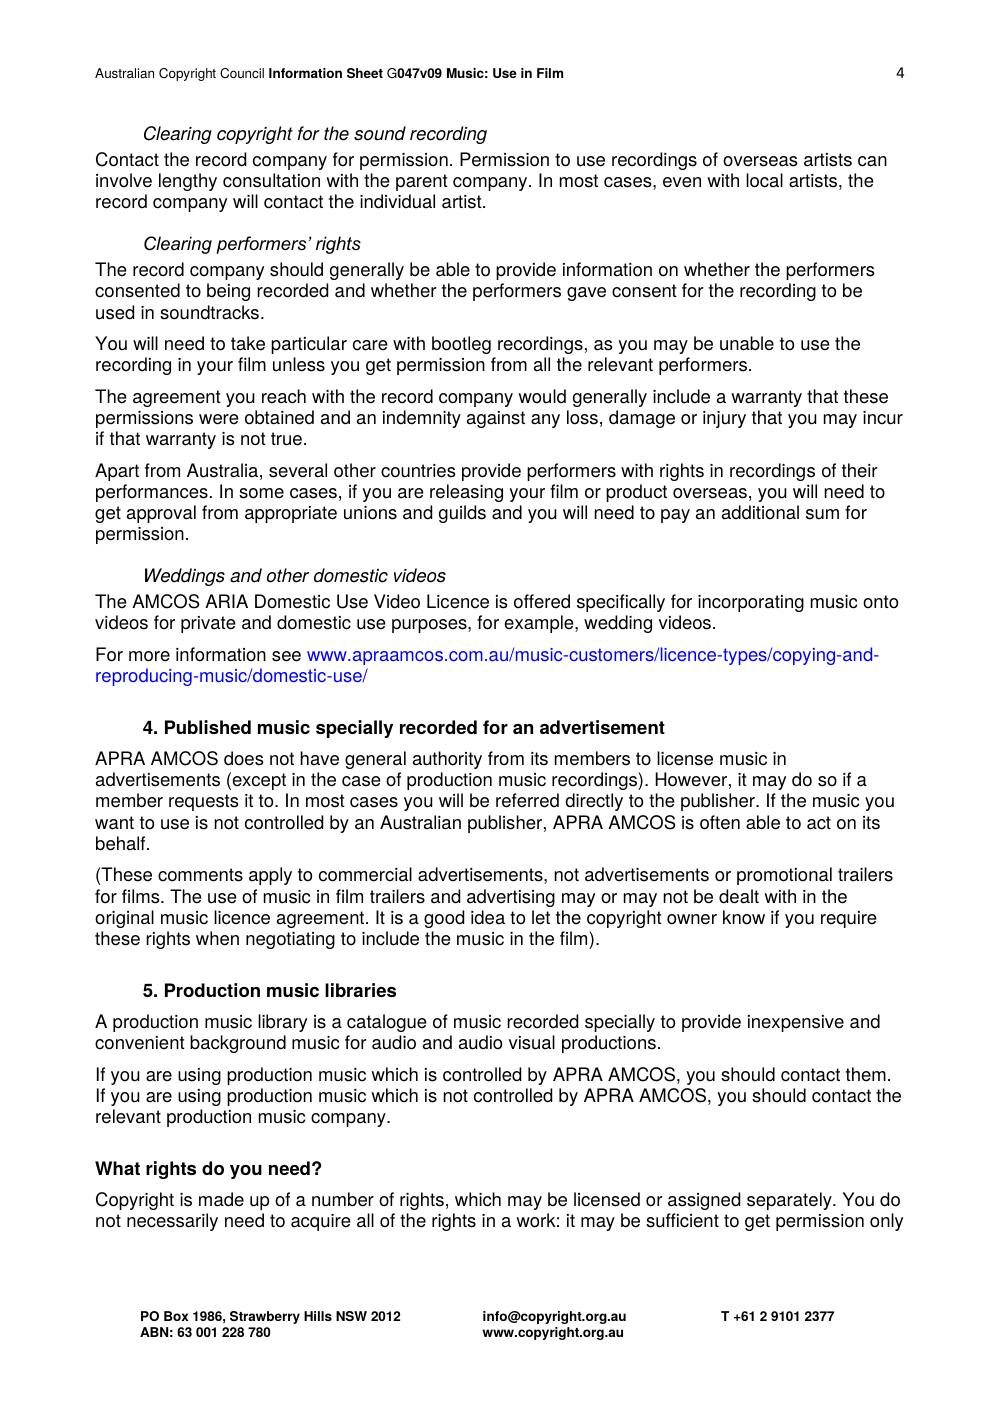 Australian Copyright Council Information Sheet G047v09 Music: Use in Film 4
Clearing copyright for the sound recording
Contact the record company for permission. Permission to use recordings of overseas artists can
involve lengthy consultation with the parent company. In most cases, even with local artists, the
record company will contact the individual artist.
Clearing performers’ rights
The record company should generally be able to provide information on whether the performers
consented to being recorded and whether the performers gave consent for the recording to be
used in soundtracks.
You will need to take particular care with bootleg recordings, as you may be unable to use the
recording in your film unless you get permission from all the relevant performers.
The agreement you reach with the record company would generally include a warranty that these
permissions were obtained and an indemnity against any loss, damage or injury that you may incur
if that warranty is not true.
Apart from Australia, several other countries provide performers with rights in recordings of their
performances. In some cases, if you are releasing your film or product overseas, you will need to
get approval from appropriate unions and guilds and you will need to pay an additional sum for
permission.
Weddings and other domestic videos
The AMCOS ARIA Domestic Use Video Licence is offered specifically for incorporating music onto
videos for private and domestic use purposes, for example, wedding videos.
For more information see www.apraamcos.com.au/music-customers/licence-types/copying-and-
reproducing-music/domestic-use/
4. Published music specially recorded for an advertisement
APRA AMCOS does not have general authority from its members to license music in
advertisements (except in the case of production music recordings). However, it may do so if a
member requests it to. In most cases you will be referred directly to the publisher. If the music you
want to use is not controlled by an Australian publisher, APRA AMCOS is often able to act on its
behalf.
(These comments apply to commercial advertisements, not advertisements or promotional trailers
for films. The use of music in film trailers and advertising may or may not be dealt with in the
original music licence agreement. It is a good idea to let the copyright owner know if you require
these rights when negotiating to include the music in the film).
5. Production music libraries
A production music library is a catalogue of music recorded specially to provide inexpensive and
convenient background music for audio and audio visual productions.
If you are using production music which is controlled by APRA AMCOS, you should contact them.
If you are using production music which is not controlled by APRA AMCOS, you should contact the
relevant production music company.
What rights do you need?
Copyright is made up of a number of rights, which may be licensed or assigned separately. You do
not necessarily need to acquire all of the rights in a work: it may be sufficient to get permission only
PO Box 1986, Strawberry Hills NSW 2012 info@copyright.org.au T +61 2 9101 2377
ABN: 63 001 228 780 www.copyright.org.au